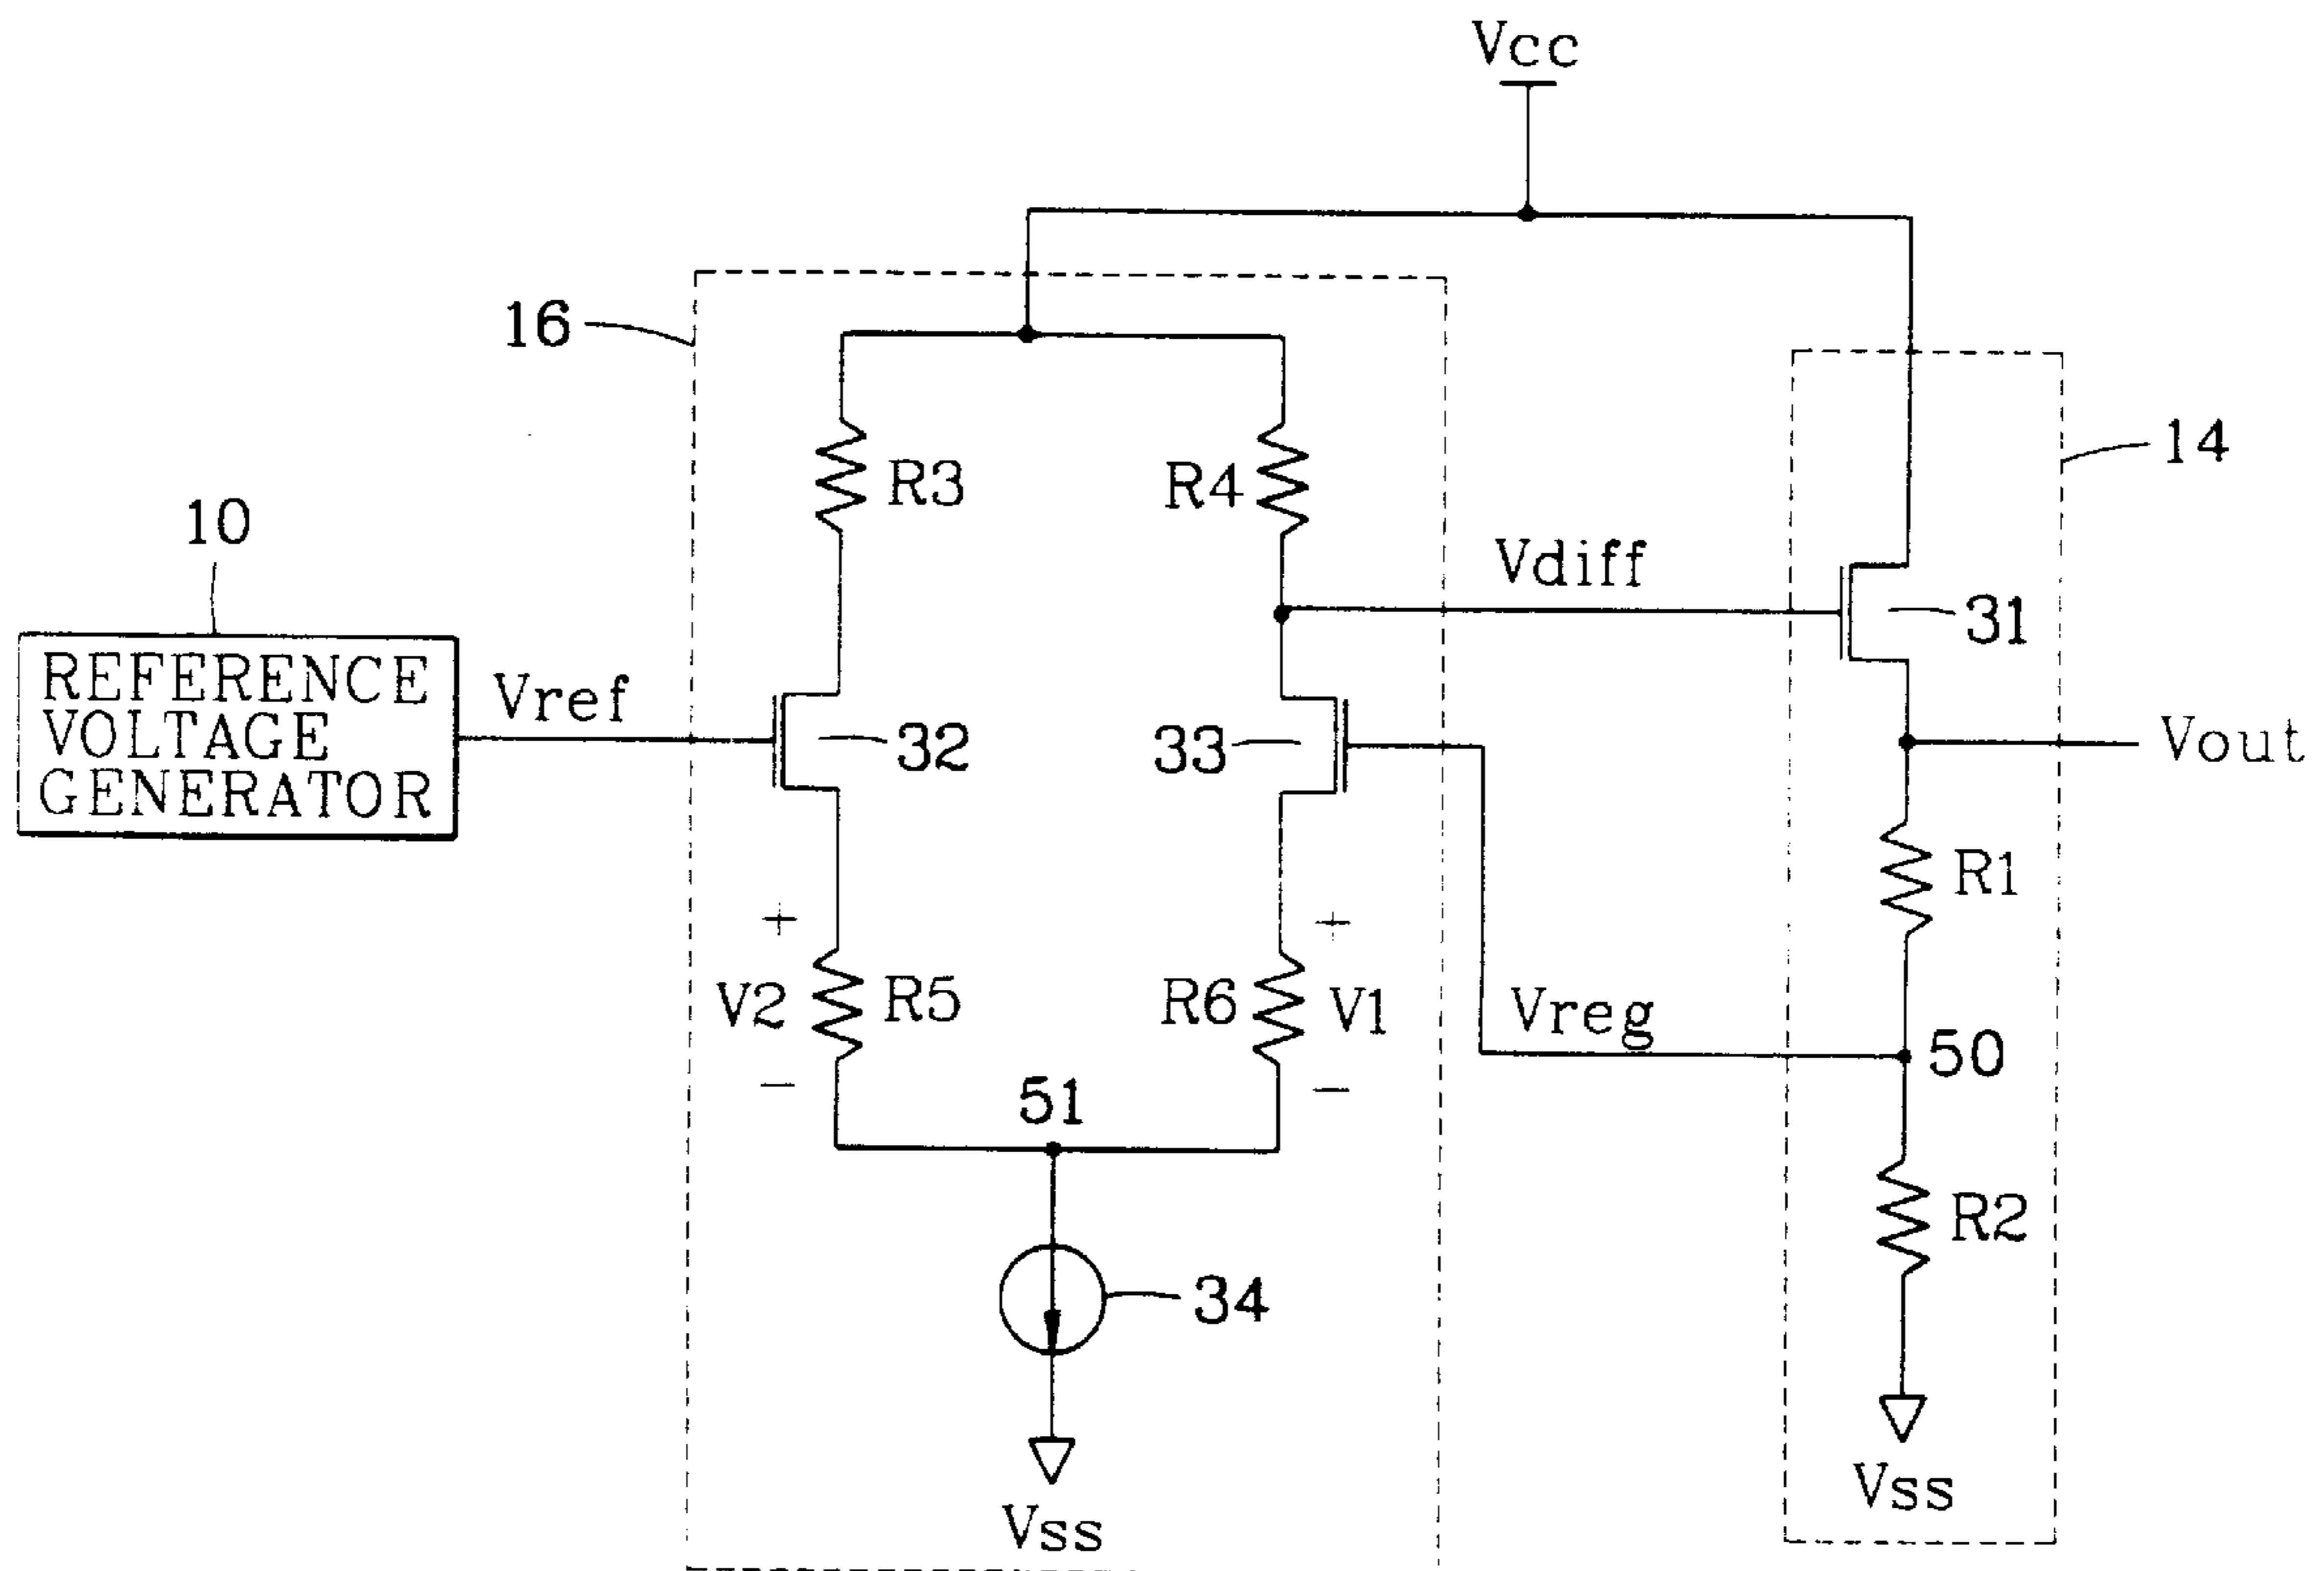 Vcc
16
R3
R4
14
10
Vdiff
31
REFERENCE
VOLTAGE
GENERATOR
Vref
32
33
Vout
R1
+
+
V2
R5
R6
V1
Vreg
50
−
−
51
R2
34
Vss
Vss